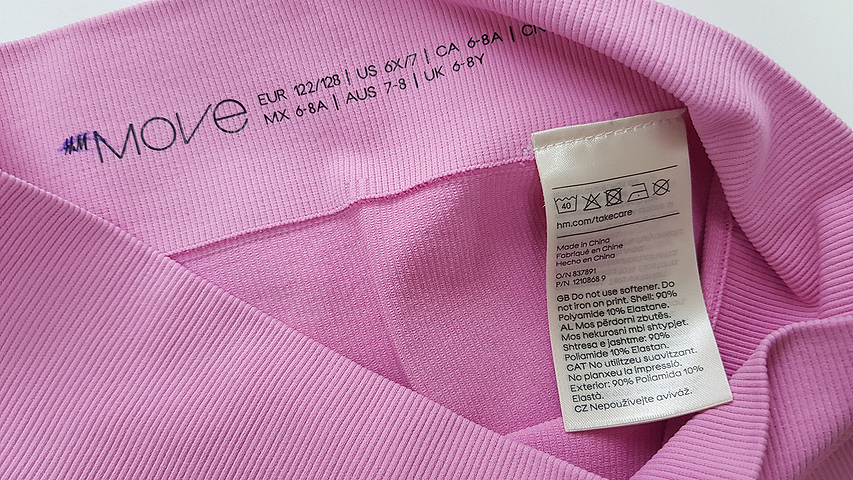 H&M MOVE
EUR 122/128 | US 6X/7 | CA 6-8A | CN
MX 6-8A | AUS 7-8 | UK 6-8Y
40
hm.com/takecare
Made in China
Fabriqué en Chine
Hecho en China
O/N 837891
P/N 1210868 9
GB Do not use softener. Do
not iron on print. Shell: 90%
Polyamide 10% Elastane.
AL Mos përdorni zbutës.
Mos hekurosni mbi shtypjet.
Shtresa e jashtme: 90%
Poliamide 10% Elastan.
CAT No utilitzeu suavitzant.
No planxeu la impressió.
Exterior: 90% Poliamida 10%
Elastà.
CZ Nepoužívejte aviváž.